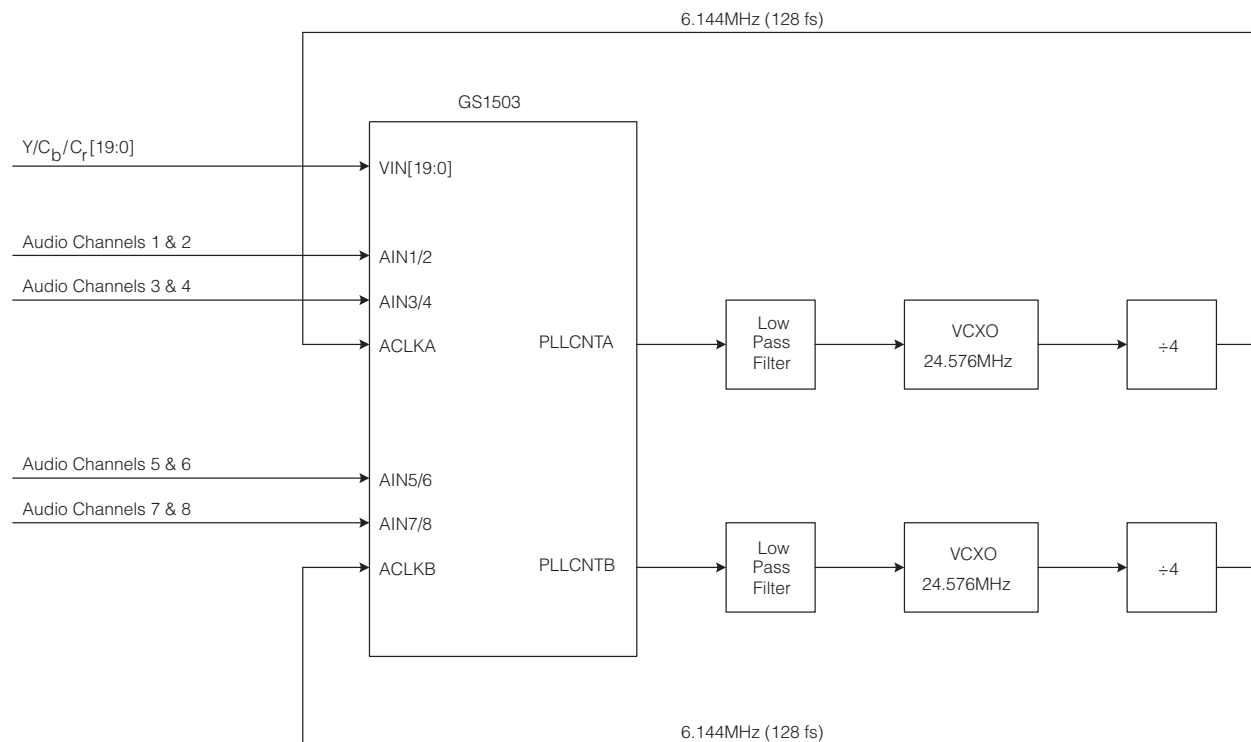 6.144MHz (128 fs)
GS1503
Y/Cb/Cr[19:0]
VIN[19:0]
Audio Channels 1 & 2
AIN1/2
Audio Channels 3 & 4
AIN3/4
ACLKA
PLLCNTA
Low
Pass
Filter
VCXO
24.576MHz
÷4
Audio Channels 5 & 6
AIN5/6
Audio Channels 7 & 8
AIN7/8
ACLKB
PLLCNTB
Low
Pass
Filter
VCXO
24.576MHz
÷4
6.144MHz (128 fs)